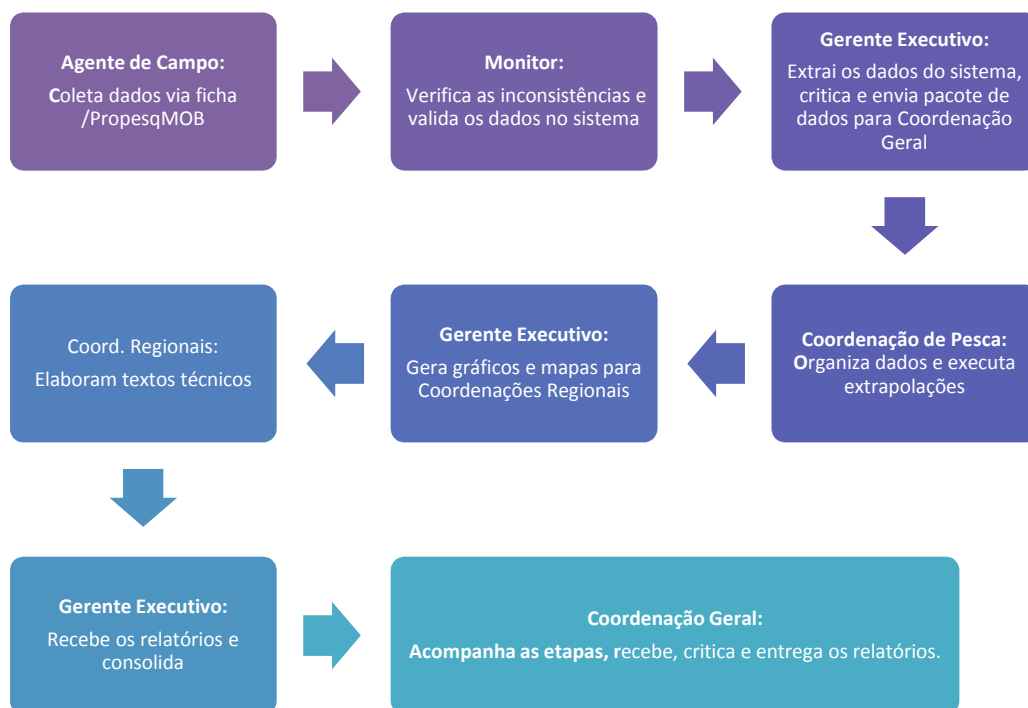 Agente de Campo:
Coleta dados via ficha
/PropesqMOB
Monitor:
Verifica as inconsistências e
valida os dados no sistema
Gerente Executivo:
Extrai os dados do sistema,
critica e envia pacote de
dados para Coordenação
Geral
Coordenação de Pesca:
Organiza dados e executa
extrapolações
Gerente Executivo:
Gera gráficos e mapas para
Coordenações Regionais
Coord. Regionais:
Elaboram textos técnicos
Gerente Executivo:
Recebe os relatórios e
consolida
Coordenação Geral:
Acompanha as etapas, recebe, critica e entrega os relatórios.